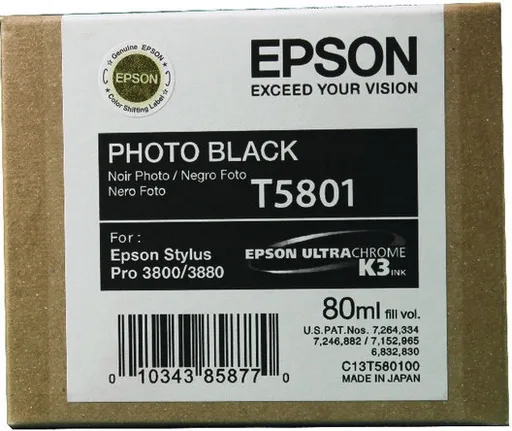 Genuine EPSON
EPSON
Color Shifting Label
EPSON
EXCEED YOUR VISION
PHOTO BLACK
Noir Photo / Negro Foto
Nero Foto
T5801
For :
Epson Stylus
Pro 3800/3880
EPSON ULTRACHROME
K3 INK
80ml fill vol.
U.S.PAT.Nos. 7,264,334
7,246,882 / 7,152,965
6,832,830
C13T580100
MADE IN JAPAN
0 10343 85877 0